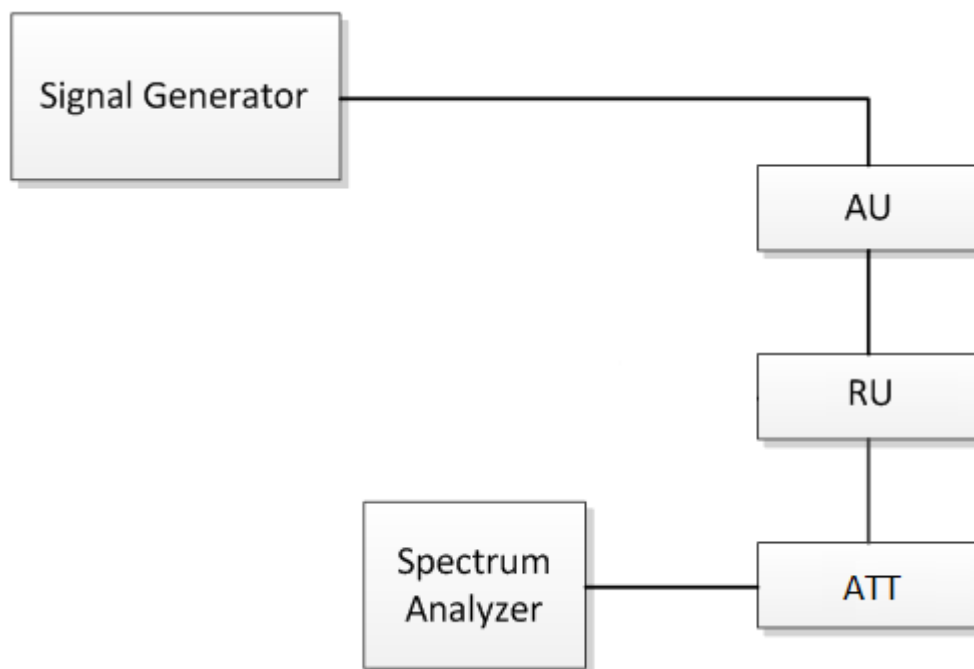 Signal Generator
AU
RU
Spectrum
Analyzer
ATT